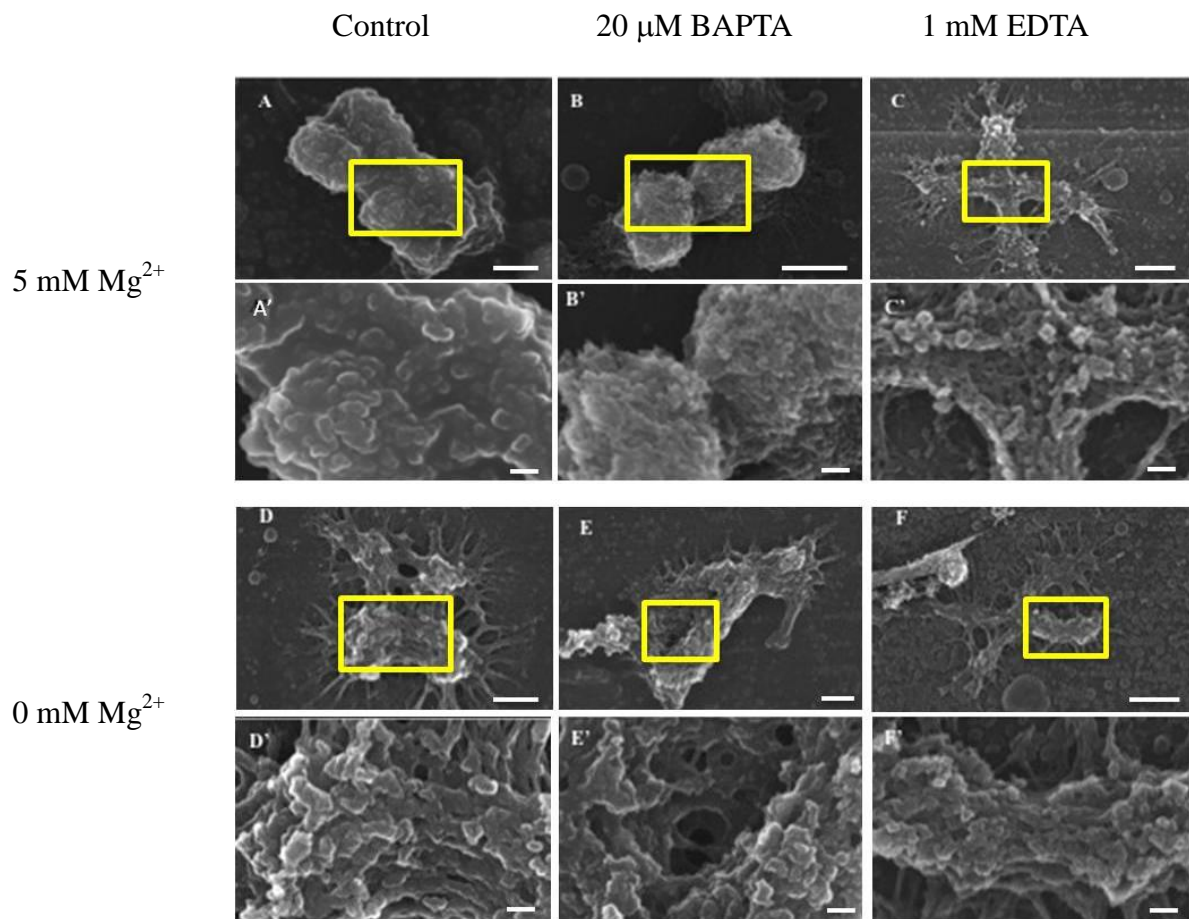 Control 20 μM BAPTA 1 mM EDTA
A B C
5 mM Mg²⁺
A' B' C'
D E F
0 mM Mg²⁺
D' E' F'